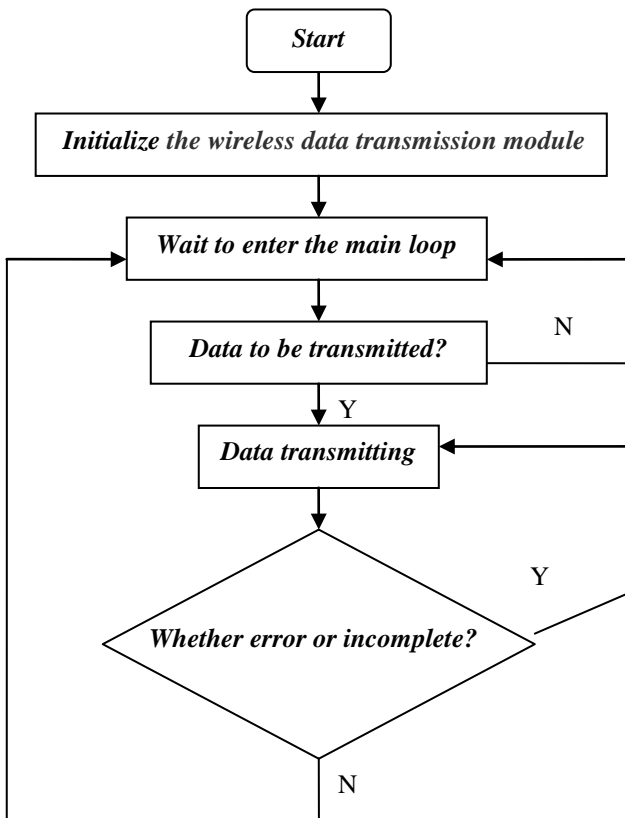 Start
Initialize the wireless data transmission module
Wait to enter the main loop
Data to be transmitted?
N
Y
Data transmitting
Y
Whether error or incomplete?
N